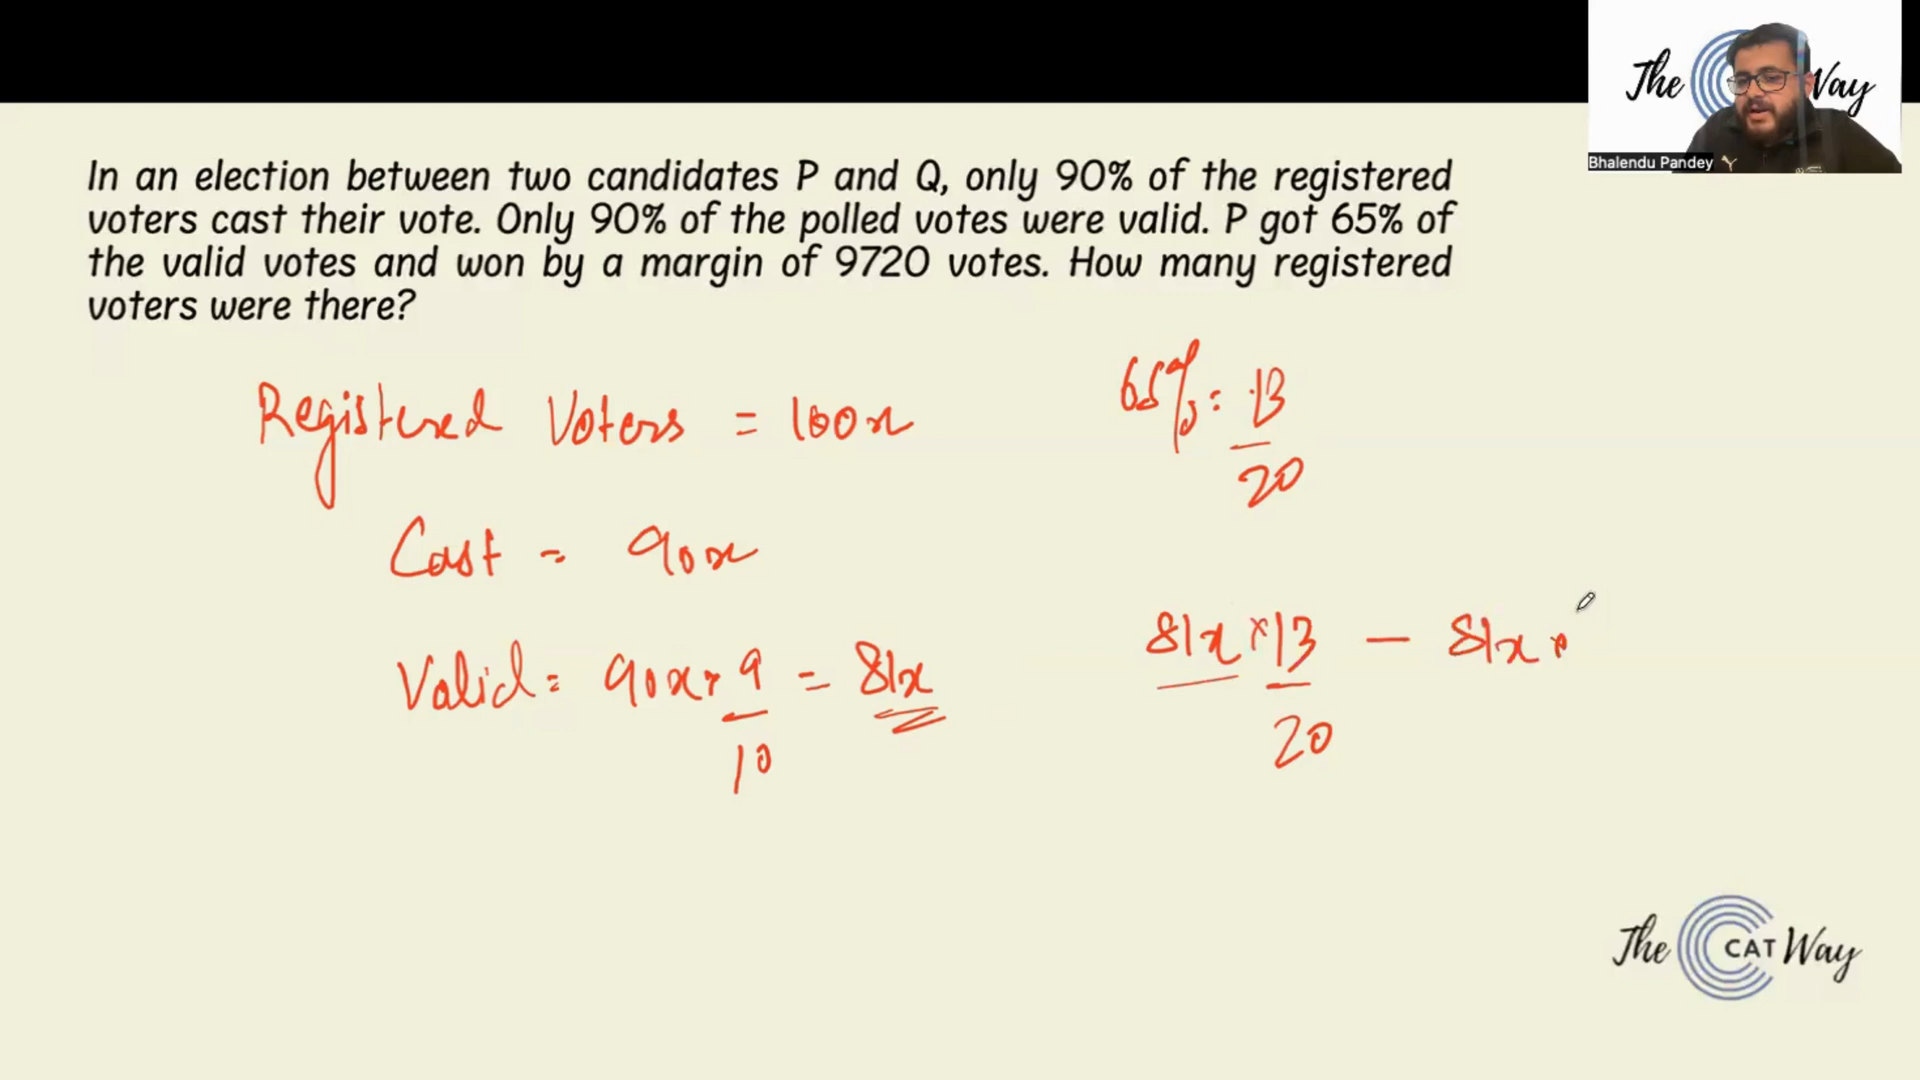 The Way
Bhalendu Pandey
In an election between two candidates P and Q, only 90% of the registered
voters cast their vote. Only 90% of the polled votes were valid. P got 65% of
the valid votes and won by a margin of 9720 votes. How many registered
voters were there?
Registered Voters = 100x
65% = 13
20
Cast = 90x
Valid = 90x × 9 = 81x
10
81x × 13 - 81x ×
20
The CAT Way